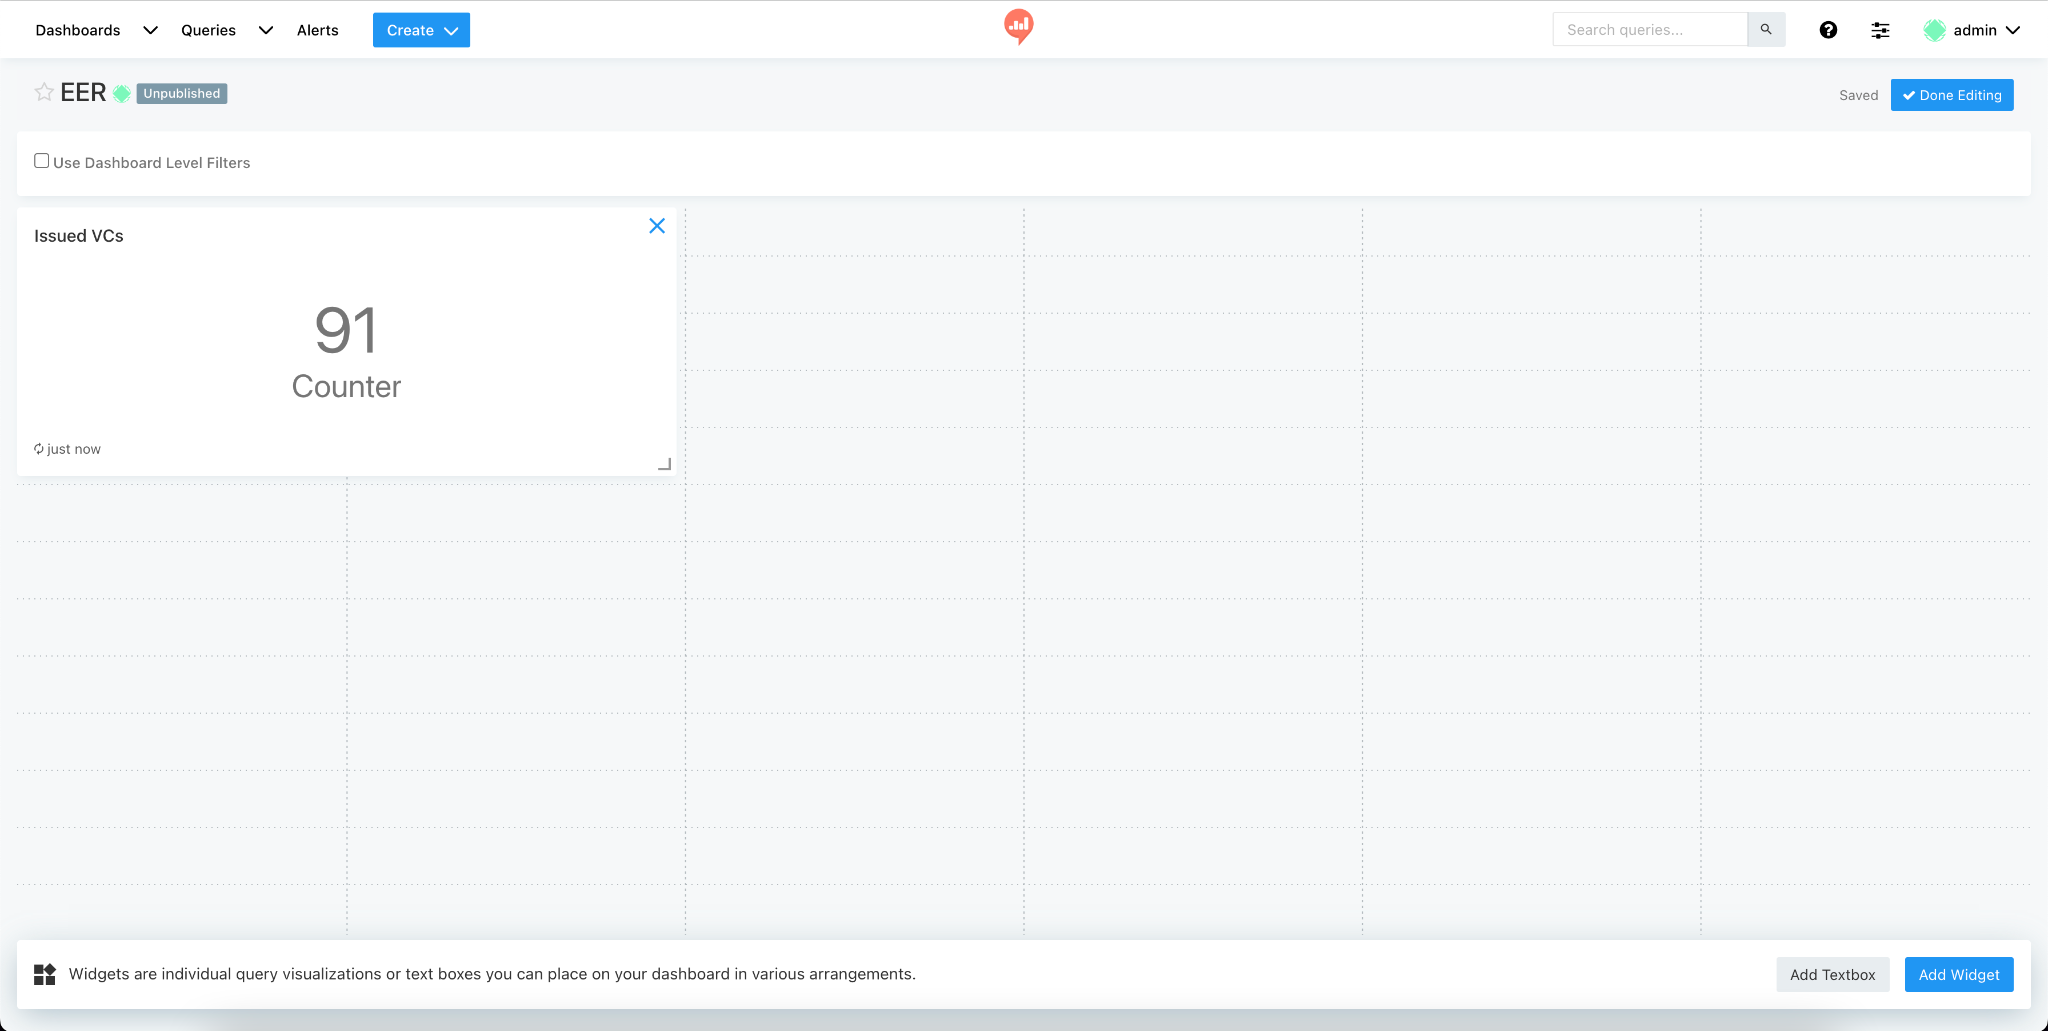 Dashboards Queries Alerts Create Search queries... admin
EER Unpublished Saved Done Editing
Use Dashboard Level Filters
Issued VCs
91
Counter
just now
Widgets are individual query visualizations or text boxes you can place on your dashboard in various arrangements. Add Textbox Add Widget